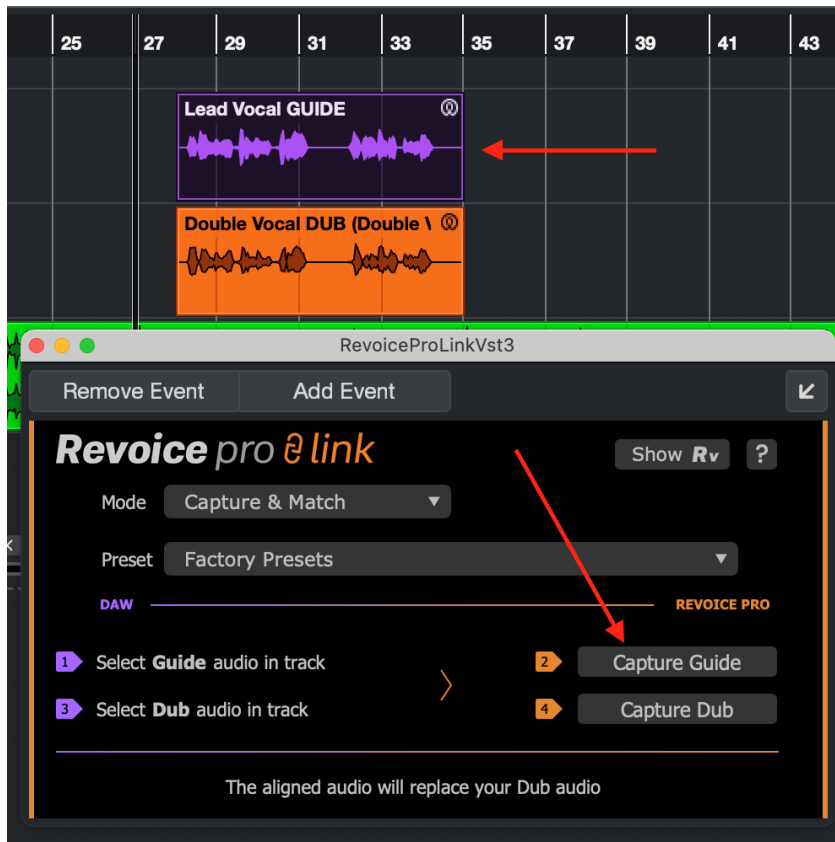 25 27 29 31 33 35 37 39 41 43
Lead Vocal GUIDE
Double Vocal DUB (Double \
RevoiceProLinkVst3
Remove Event Add Event
Revoice pro link
Show Rv ?
Mode Capture & Match
Preset Factory Presets
DAW REVOICE PRO
1 Select Guide audio in track 2 Capture Guide
3 Select Dub audio in track 4 Capture Dub
The aligned audio will replace your Dub audio